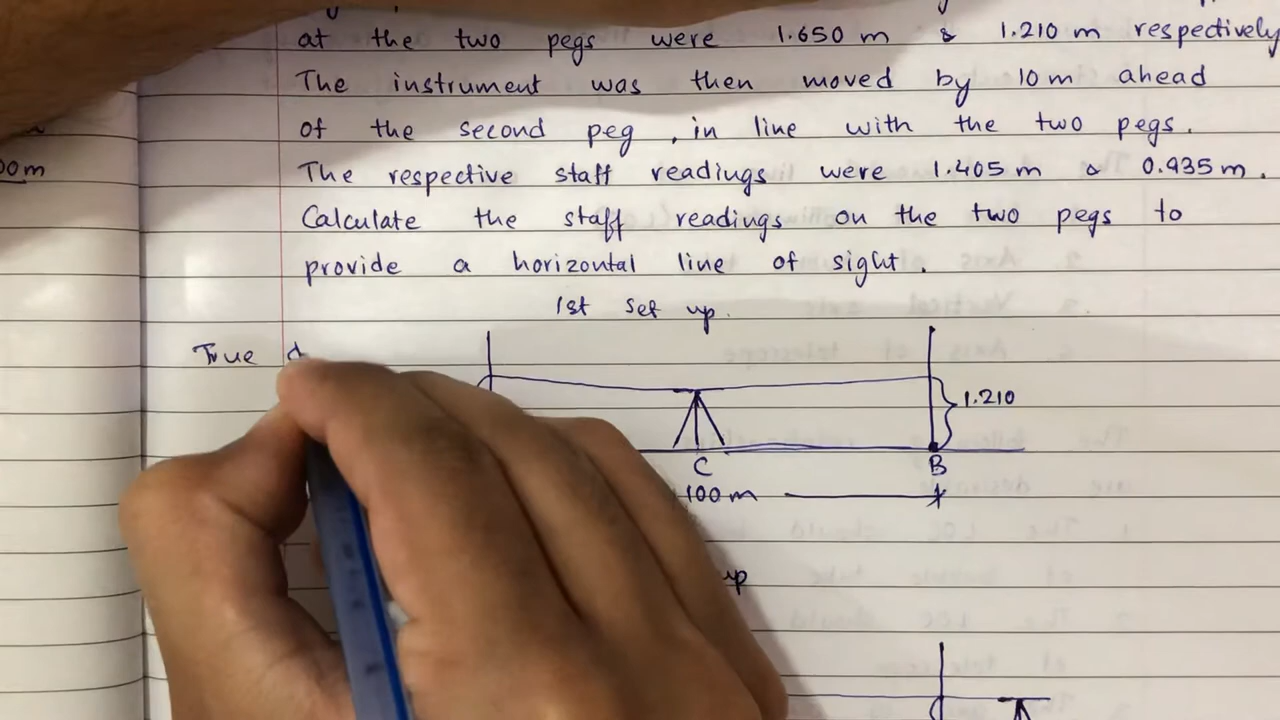 at the two pegs were 1.650 m & 1.210 m respectively
The instrument was then moved by 10 m ahead
of the second peg , in line with the two pegs.
00m
The respective staff readings were 1.405 m & 0.935 m.
Calculate the staff readings on the two pegs to
provide a horizontal line of sight.
1st set up.
True d
1.210
C
B
100 m
up